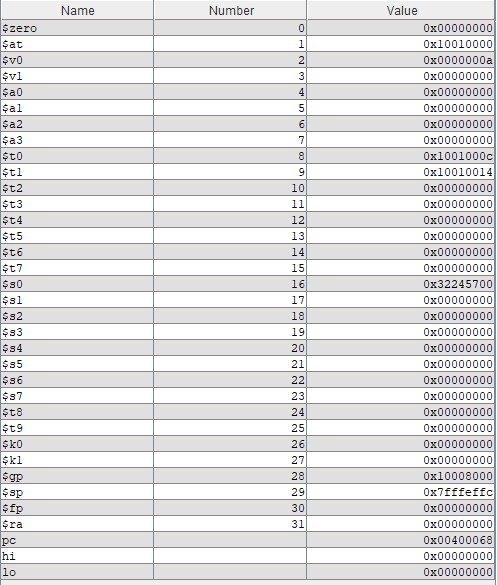 Name Number Value
$zero 0 0x00000000
$at 1 0x10010000
$v0 2 0x0000000a
$v1 3 0x00000000
$a0 4 0x00000000
$a1 5 0x00000000
$a2 6 0x00000000
$a3 7 0x00000000
$t0 8 0x1001000c
$t1 9 0x10010014
$t2 10 0x00000000
$t3 11 0x00000000
$t4 12 0x00000000
$t5 13 0x00000000
$t6 14 0x00000000
$t7 15 0x00000000
$s0 16 0x32245700
$s1 17 0x00000000
$s2 18 0x00000000
$s3 19 0x00000000
$s4 20 0x00000000
$s5 21 0x00000000
$s6 22 0x00000000
$s7 23 0x00000000
$t8 24 0x00000000
$t9 25 0x00000000
$k0 26 0x00000000
$k1 27 0x00000000
$gp 28 0x10008000
$sp 29 0x7fffeffc
$fp 30 0x00000000
$ra 31 0x00000000
pc 0x00400068
hi 0x00000000
lo 0x00000000